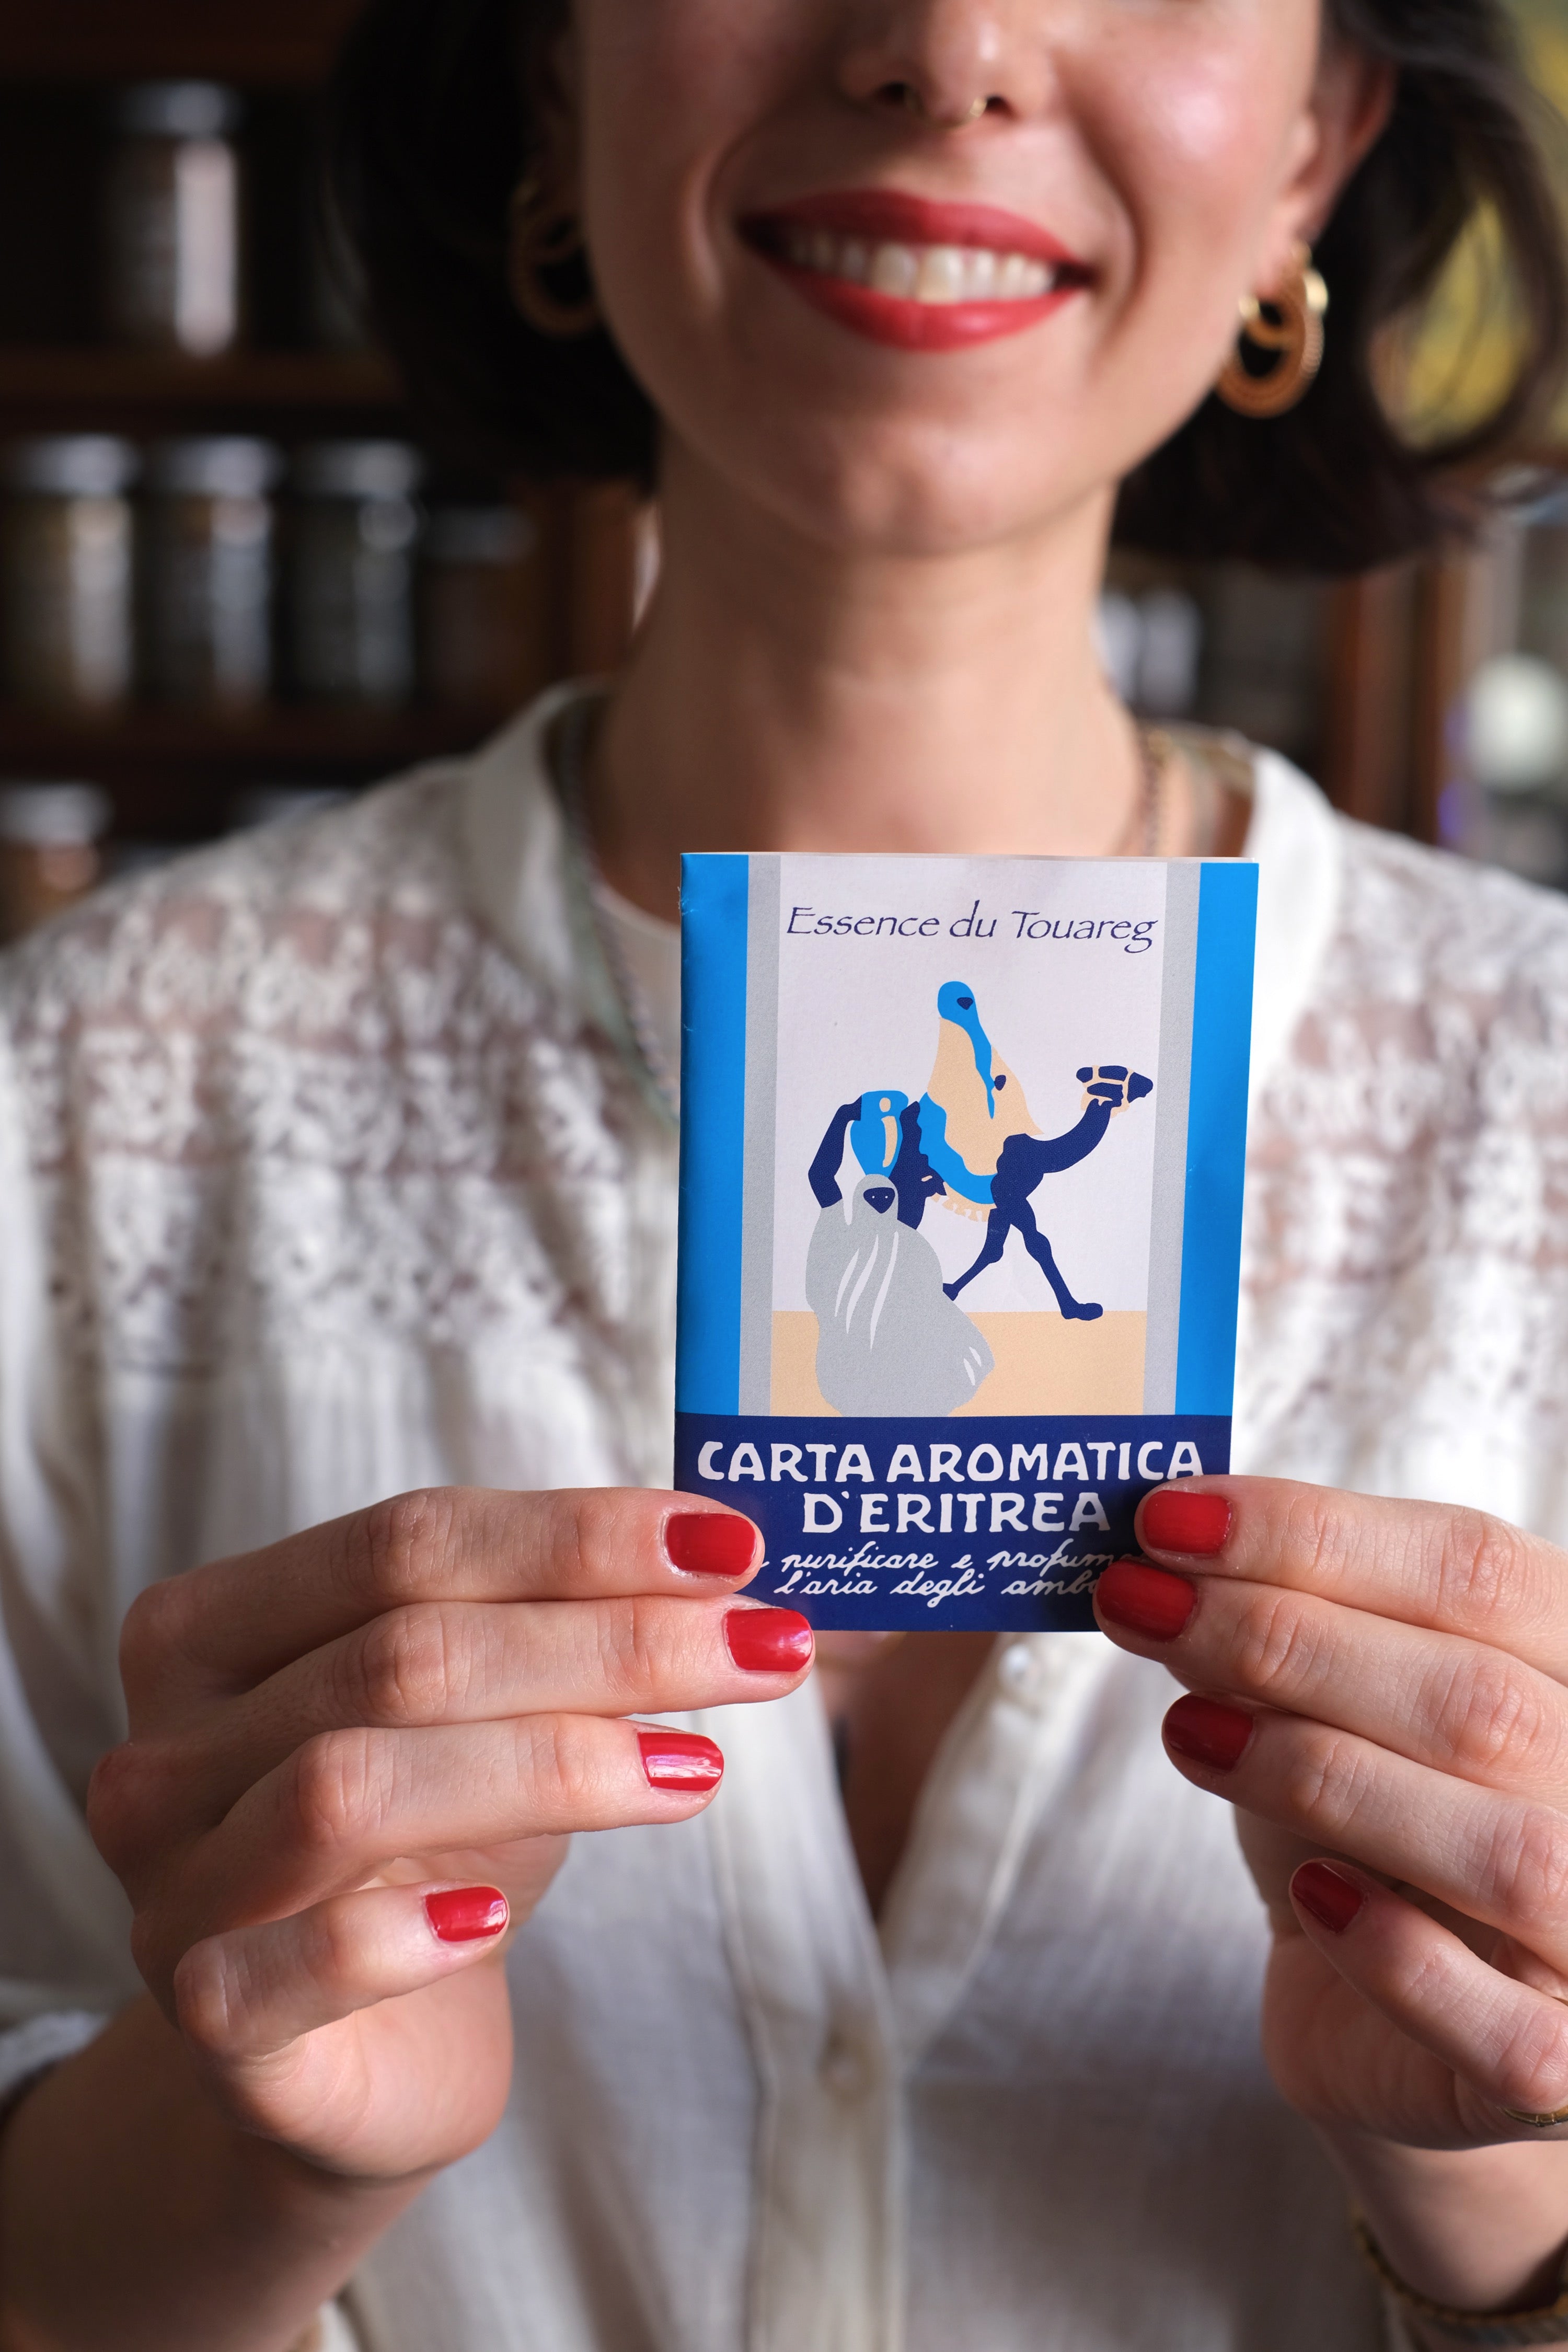 Essence du Touareg
CARTA AROMATICA
D'ERITREA
purificare e
l'aria degli